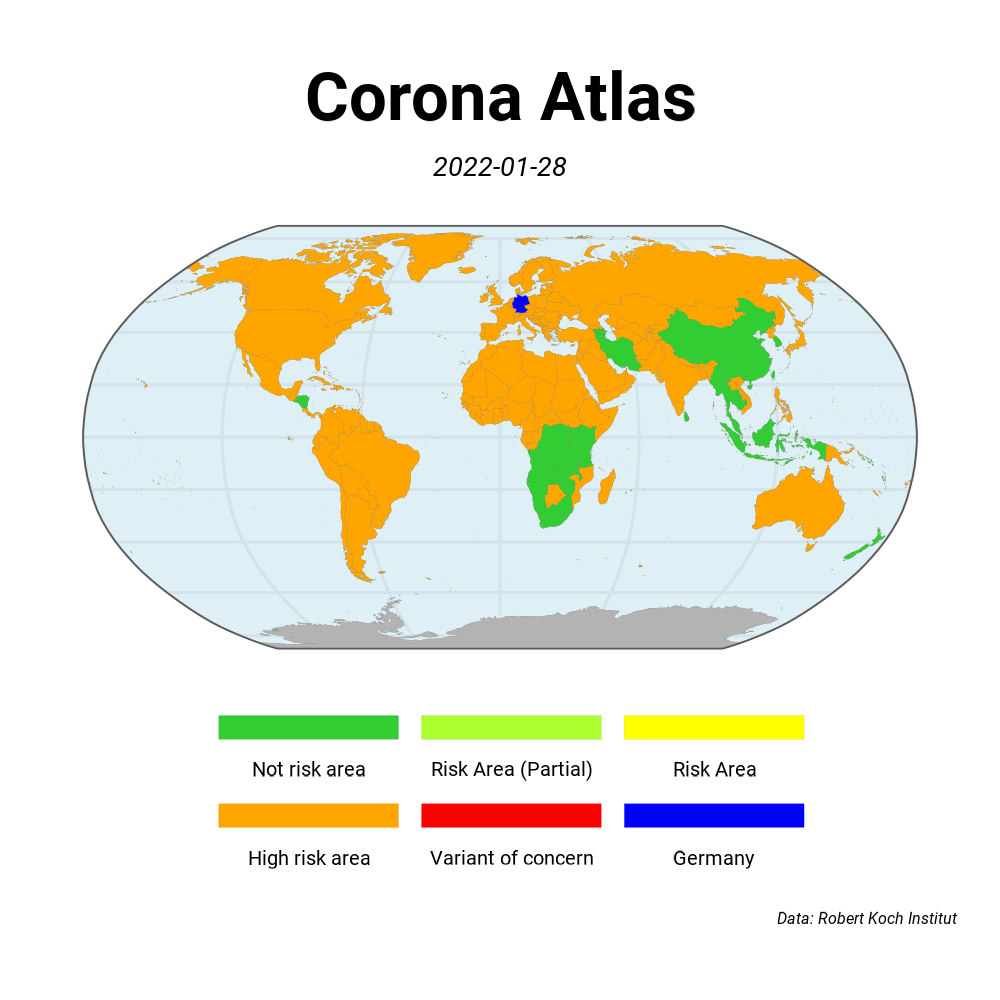 Corona Atlas
2022-01-28
Not risk area
Risk Area (Partial)
Risk Area
High risk area
Variant of concern
Germany
Data: Robert Koch Institut